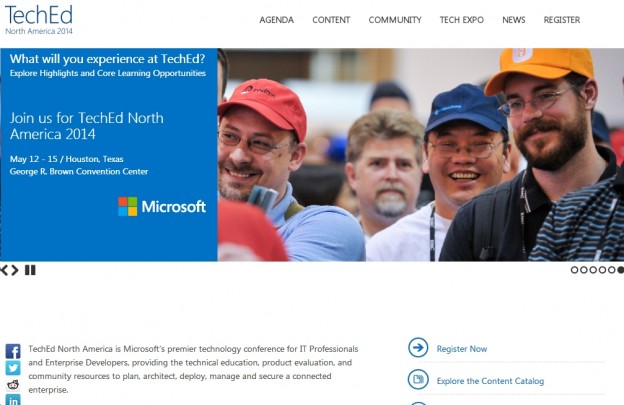 TechEd
North America 2014
AGENDA CONTENT COMMUNITY TECH EXPO NEWS REGISTER
What will you experience at TechEd?
Explore Highlights and Core Learning Opportunities
Join us for TechEd North
America 2014
May 12 - 15 / Houston, Texas
George R. Brown Convention Center
Microsoft
TechEd North America is Microsoft's premier technology conference for IT Professionals
and Enterprise Developers, providing the technical education, product evaluation, and
community resources to plan, architect, deploy, manage and secure a connected
enterprise.
Register Now
Explore the Content Catalog